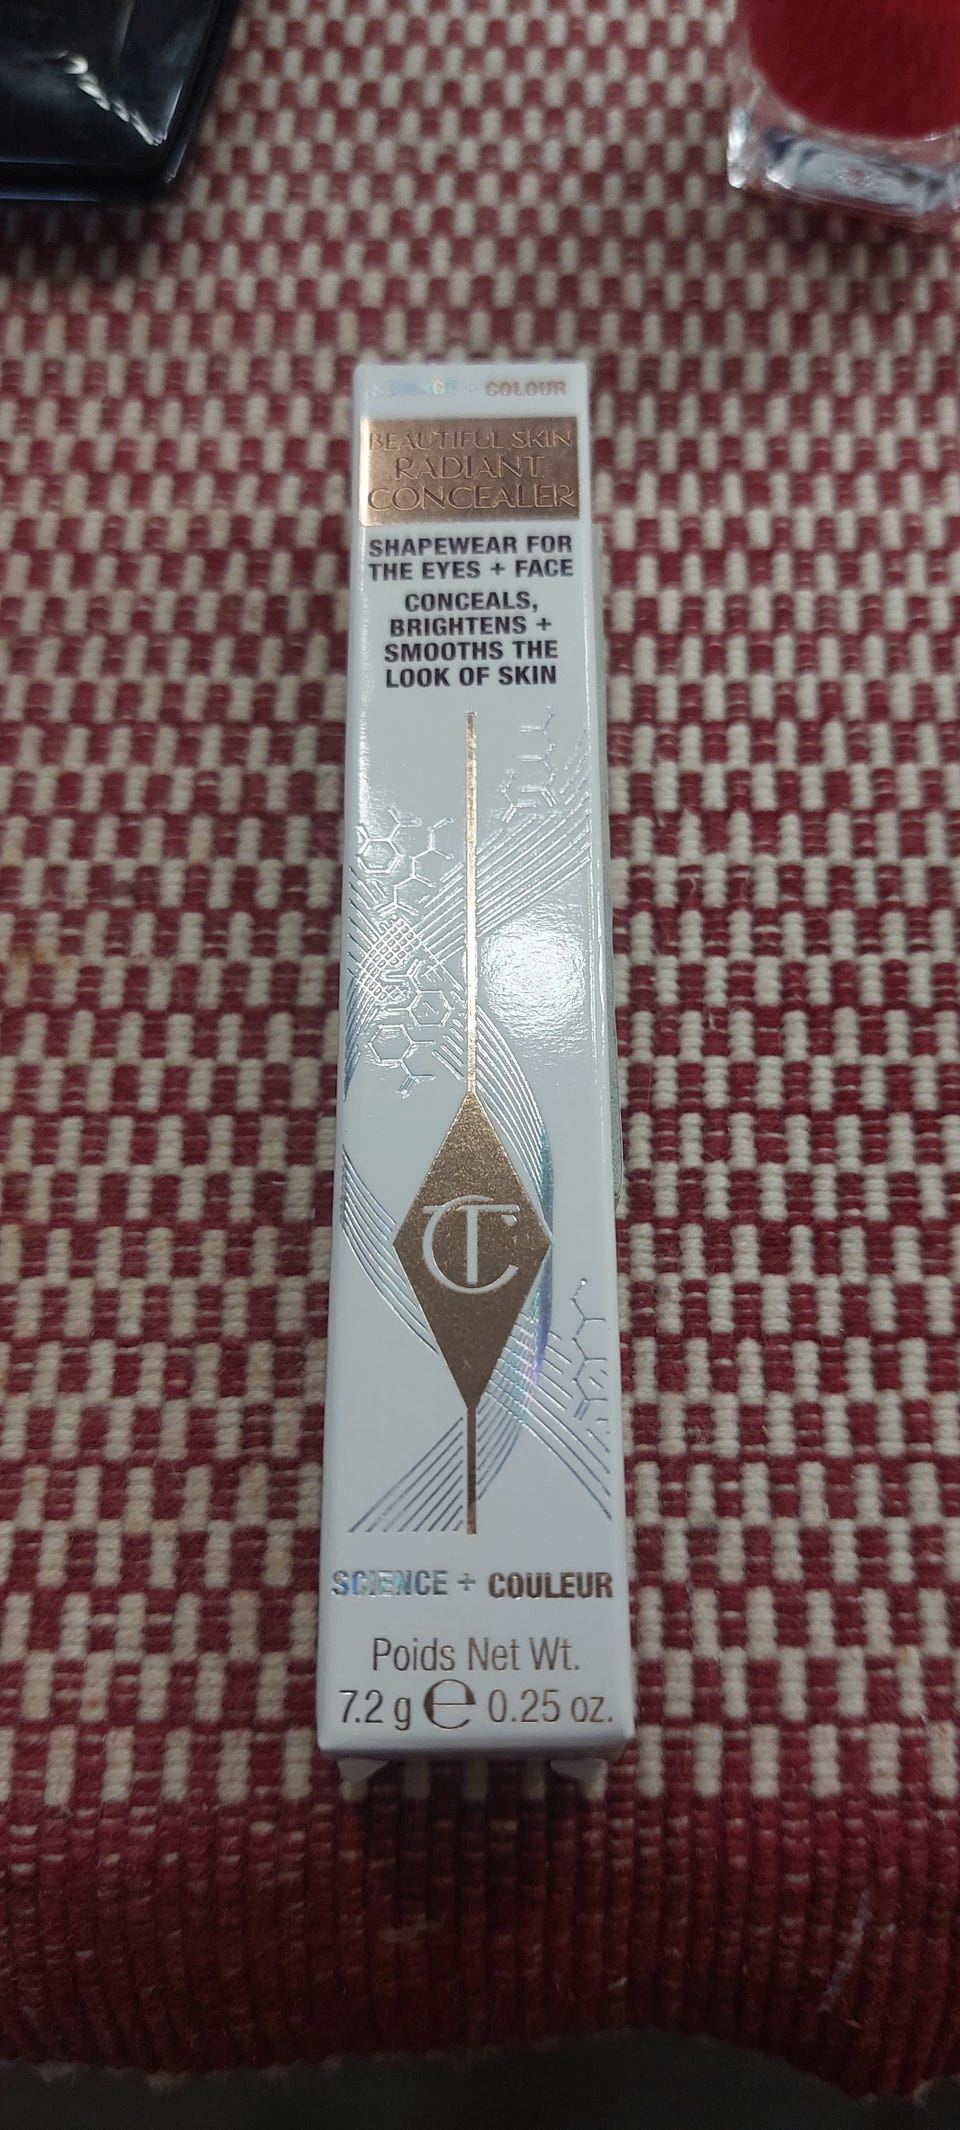 SCIENCE + COLOUR
BEAUTIFUL SKIN
RADIANT
CONCEALER
SHAPEWEAR FOR
THE EYES + FACE
CONCEALS,
BRIGHTENS +
SMOOTHS THE
LOOK OF SKIN
CT
SCIENCE + COULEUR
Poids Net Wt.
7.2 g ℮ 0.25 oz.